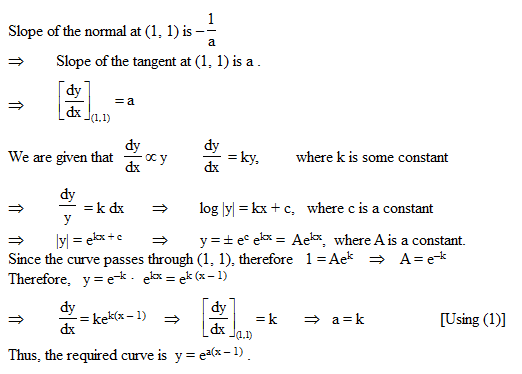 Slope of the normal at (1, 1) is −1/a
⇒ Slope of the tangent at (1, 1) is a .
⇒ [dy/dx](1,1) = a
We are given that dy/dx ∝ y dy/dx = ky, where k is some constant
⇒ dy/y = k dx ⇒ log |y| = kx + c, where c is a constant
⇒ |y| = e^(kx + c) ⇒ y = ± e^c e^(kx) = Ae^(kx), where A is a constant.
Since the curve passes through (1, 1), therefore 1 = Ae^k ⇒ A = e^(−k)
Therefore, y = e^(−k) · e^(kx) = e^(k (x − 1))
⇒ dy/dx = ke^(k(x − 1)) ⇒ [dy/dx](1,1) = k ⇒ a = k [Using (1)]
Thus, the required curve is y = e^(a(x − 1)) .